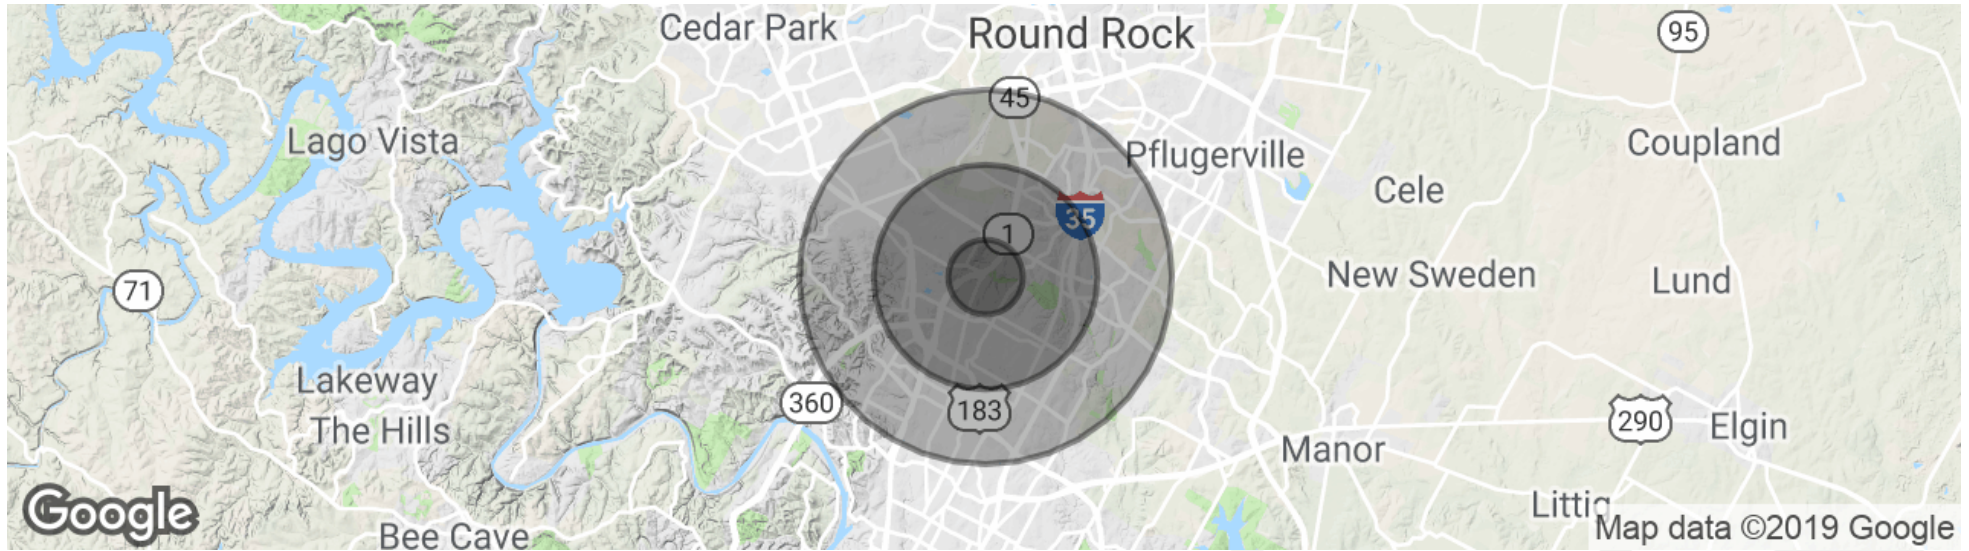 Cedar Park
Round Rock
95
45
Lago Vista
Pflugerville
Coupland
Cele
35
1
New Sweden
Lund
71
Lakeway
360
183
290
The Hills
Elgin
Manor
Littig
Google
Map data ©2019 Google
Bee Cave